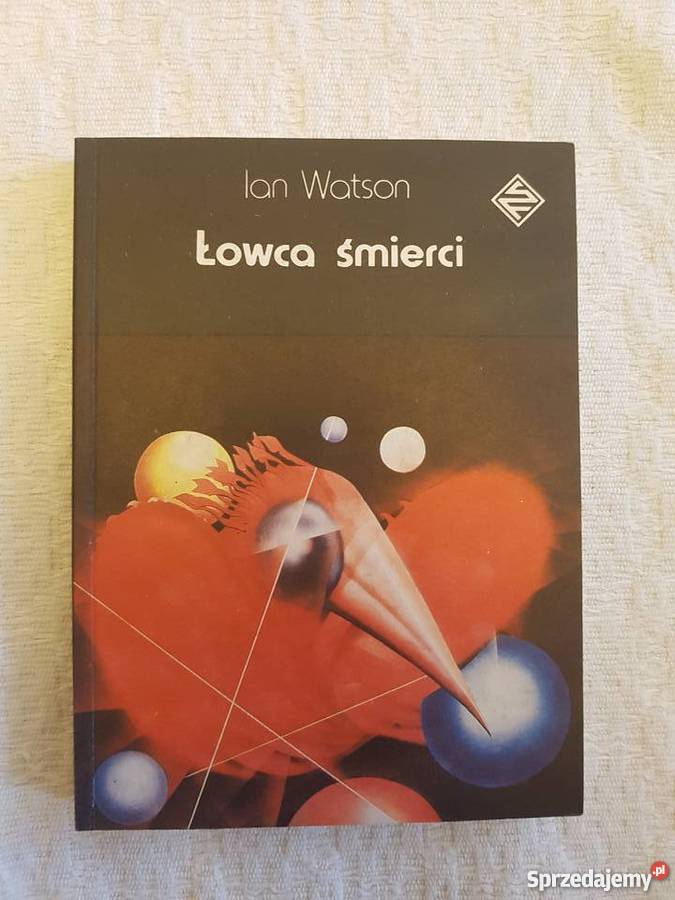 Ian Watson
Łowca śmierci
Sprzedajemy.pl